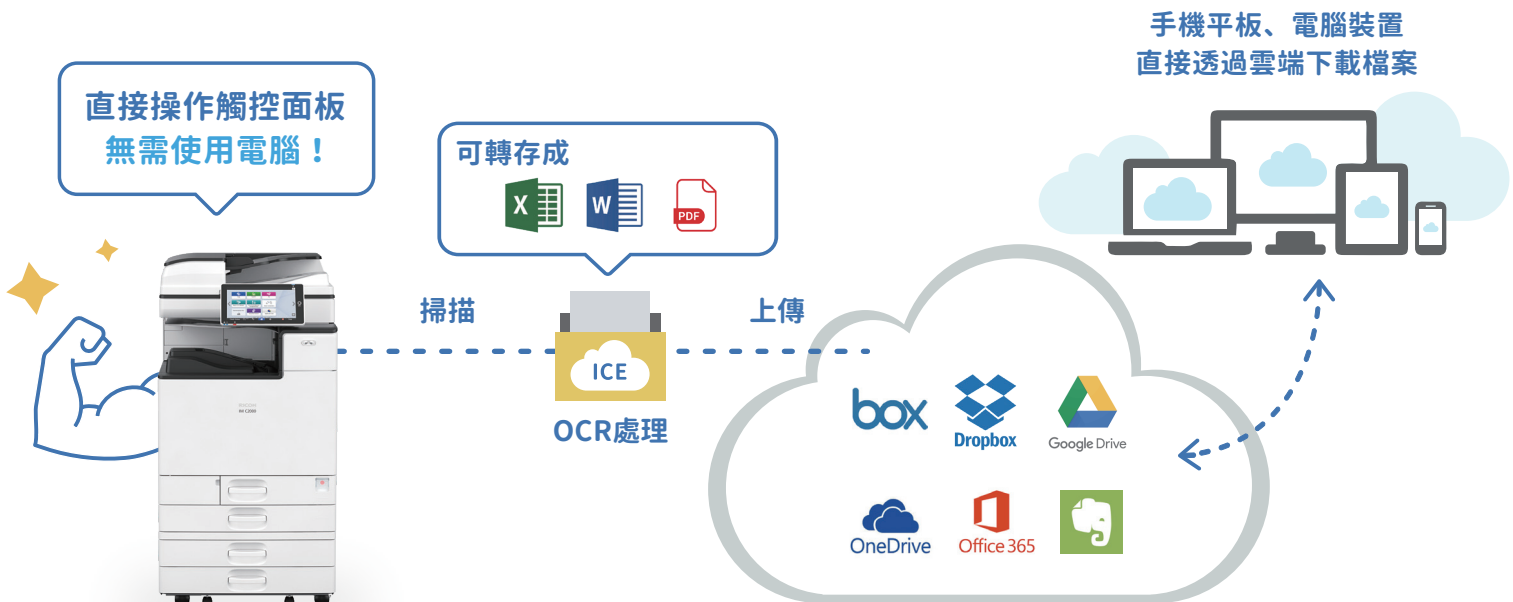 手機平板、電腦裝置
直接透過雲端下載檔案
直接操作觸控面板
無需使用電腦！
可轉存成
X
W
PDF
掃描
上傳
ICE
OCR處理
box
Dropbox
Google Drive
OneDrive
Office 365